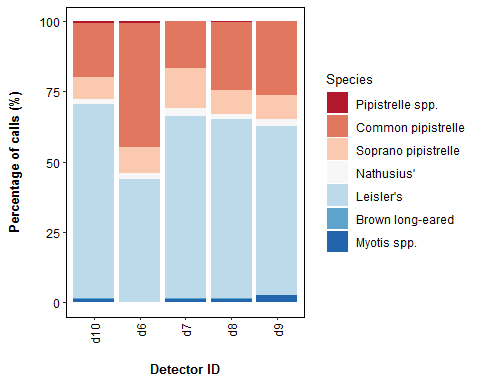 100
75
50
25
0
Percentage of calls (%)
d10
d6
d7
d8
d9
Detector ID
Species
Pipistrelle spp.
Common pipistrelle
Soprano pipistrelle
Nathusius'
Leisler's
Brown long-eared
Myotis spp.